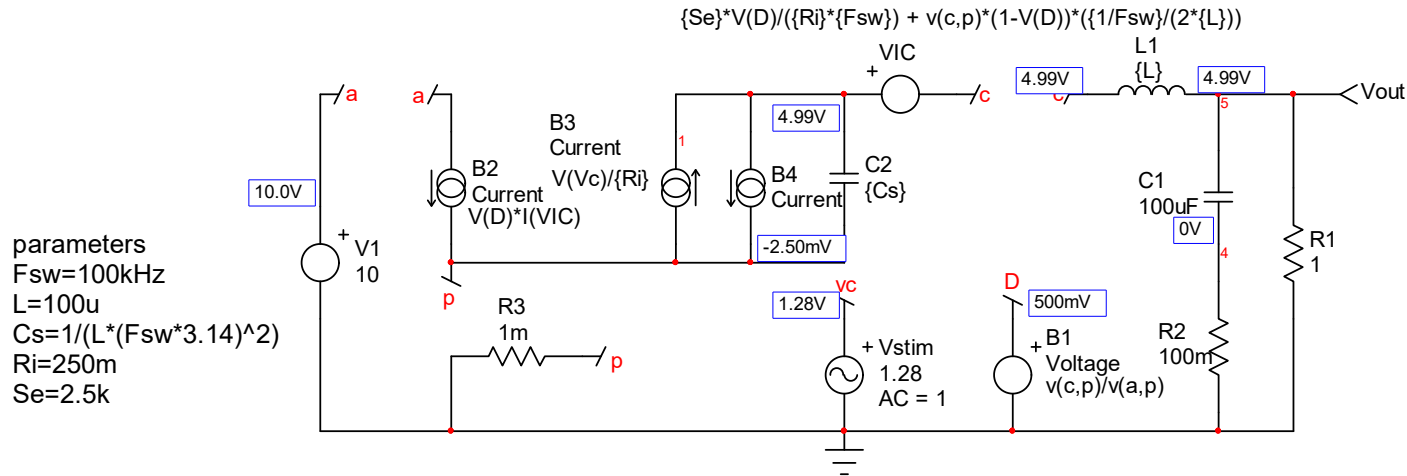 {Se}*V(D)/({Ri}*{Fsw}) + v(c,p)*(1-V(D))*({1/Fsw}/(2*{L}))
VIC
+
L1
{L}
a
a
c
4.99V
c
4.99V
5
Vout
B3
Current
V(Vc)/{Ri}
1
4.99V
B2
Current
V(D)*I(VIC)
B4
Current
C2
{Cs}
C1
100uF
0V
4
R1
1
10.0V
+
V1
10
-2.50mV
p
parameters
Fsw=100kHz
L=100u
Cs=1/(L*(Fsw*3.14)^2)
Ri=250m
Se=2.5k
R3
1m
p
vc
1.28V
+
Vstim
1.28
AC = 1
D
500mV
+
B1
Voltage
v(c,p)/v(a,p)
R2
100m